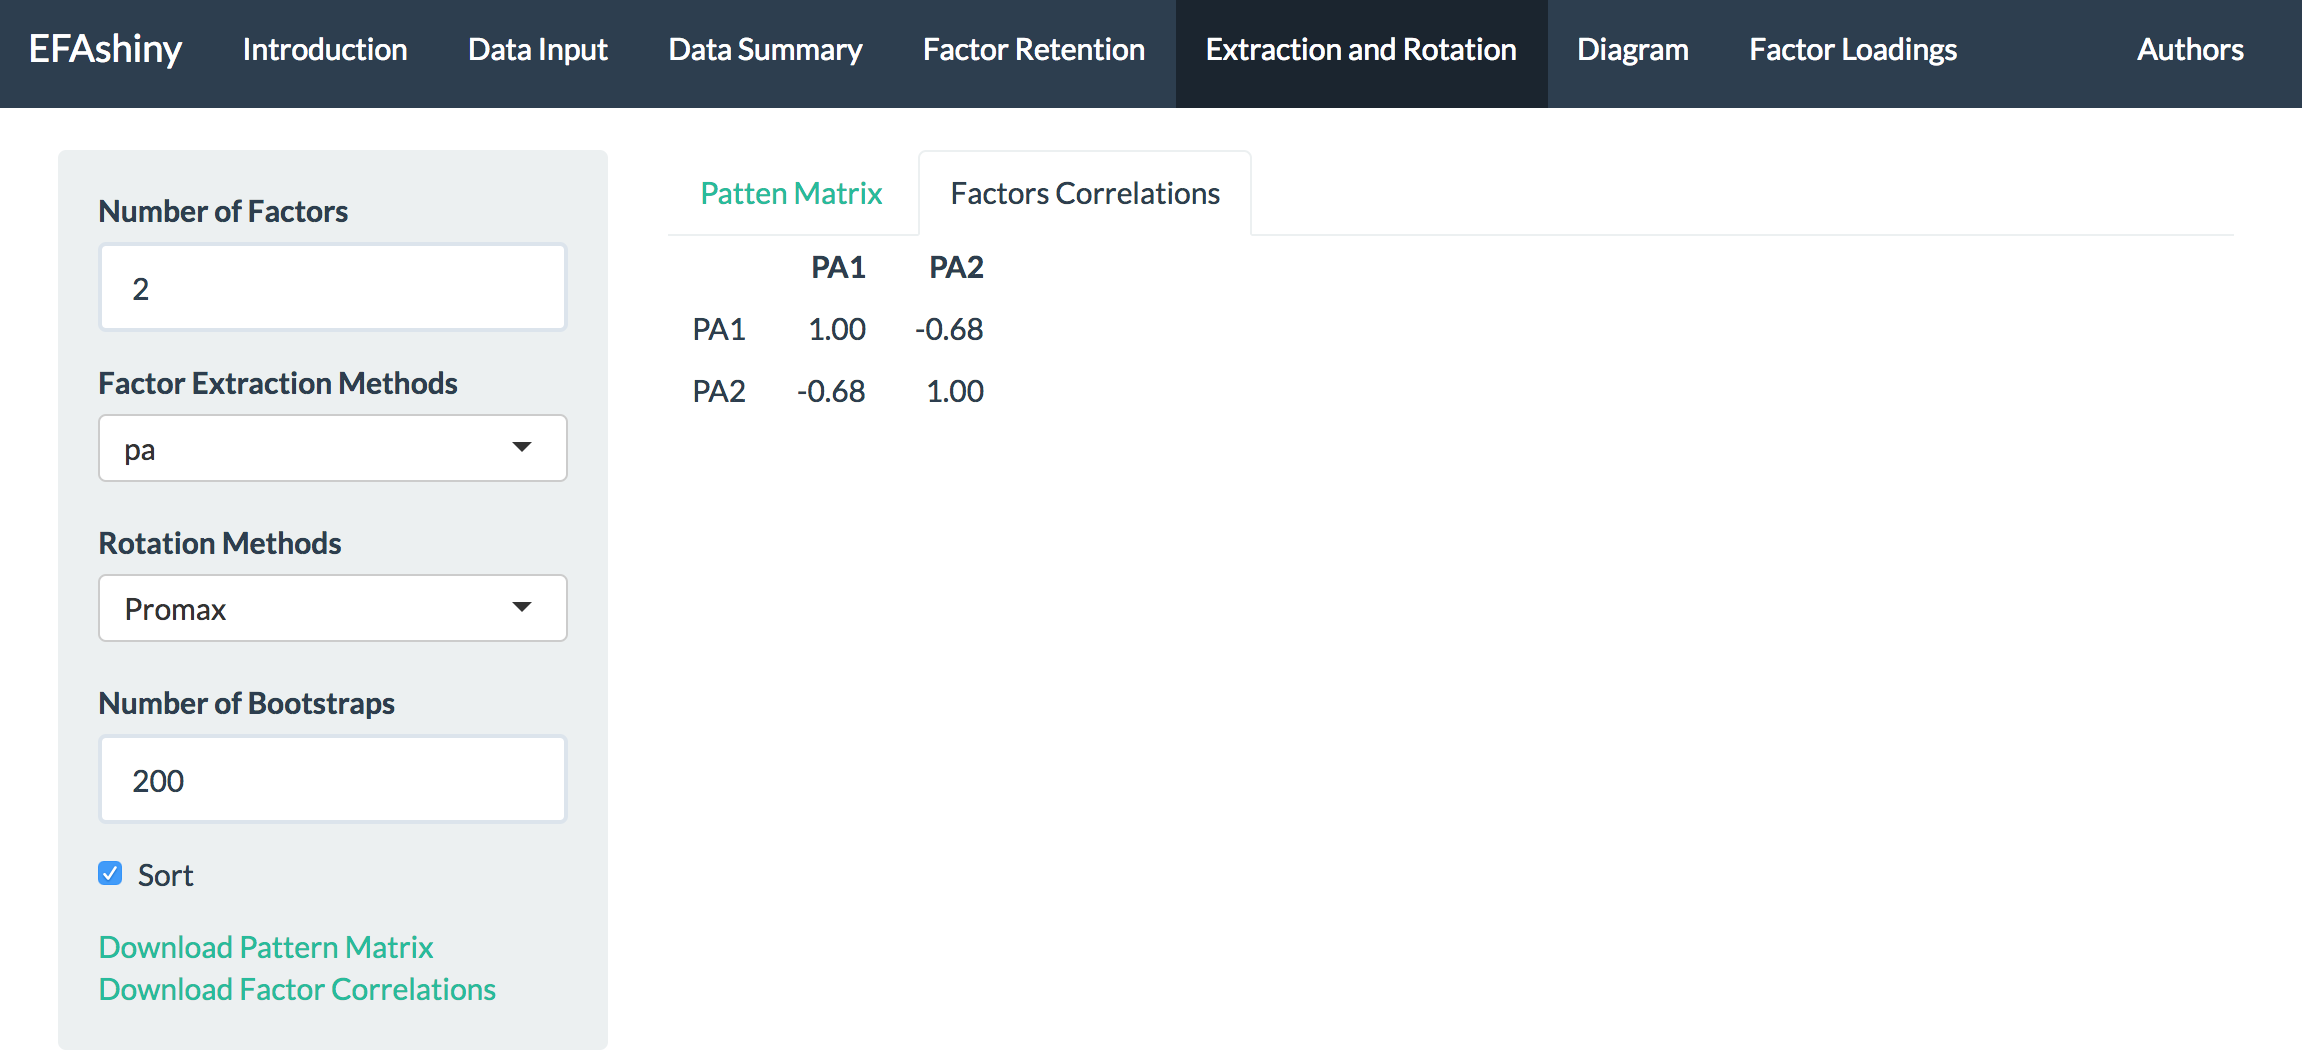 EFAshiny Introduction Data Input Data Summary Factor Retention Extraction and Rotation Diagram Factor Loadings Authors
Number of Factors
2
Factor Extraction Methods
pa
Rotation Methods
Promax
Number of Bootstraps
200
Sort
Download Pattern Matrix
Download Factor Correlations
Patten Matrix Factors Correlations
PA1 PA2
PA1 1.00 -0.68
PA2 -0.68 1.00